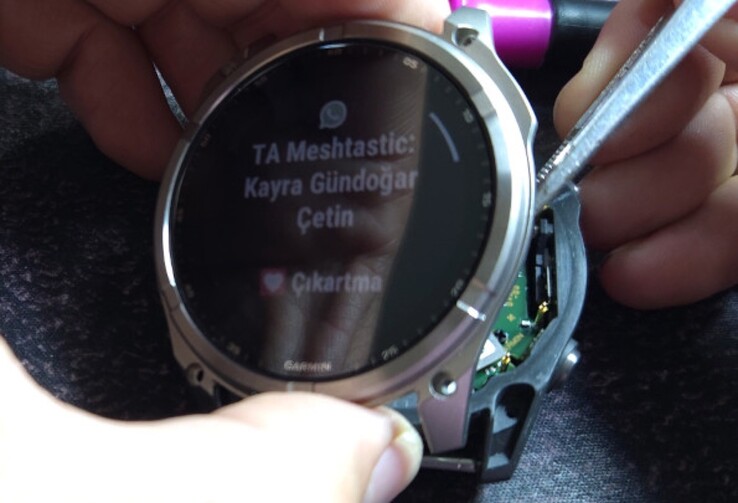 TA Meshtastic:
Kayra Gündoğar
Çetin
Çıkartma
GARMIN